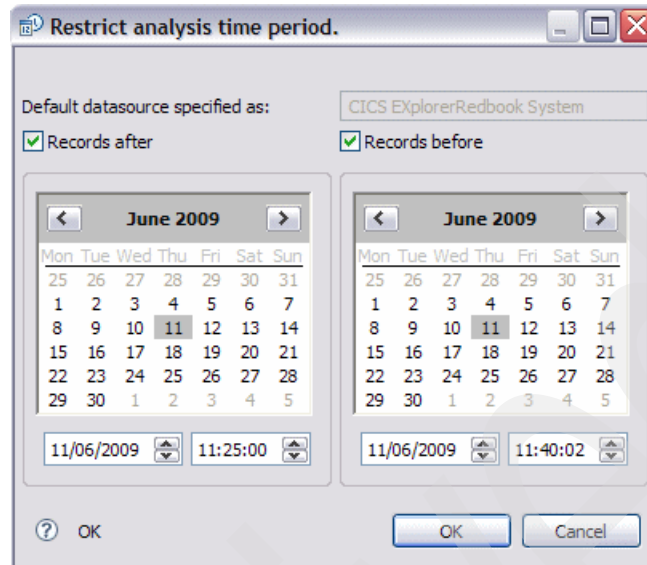 Restrict analysis time period.
Default datasource specified as: CICS EXplorerRedbook System
Records after Records before
June 2009 June 2009
Mon Tue Wed Thu Fri Sat Sun Mon Tue Wed Thu Fri Sat Sun
25 26 27 28 29 30 31 25 26 27 28 29 30 31
1 2 3 4 5 6 7 1 2 3 4 5 6 7
8 9 10 11 12 13 14 8 9 10 11 12 13 14
15 16 17 18 19 20 21 15 16 17 18 19 20 21
22 23 24 25 26 27 28 22 23 24 25 26 27 28
29 30 1 2 3 4 5 29 30 1 2 3 4 5
11/06/2009 11:25:00 11/06/2009 11:40:02
? OK OK Cancel